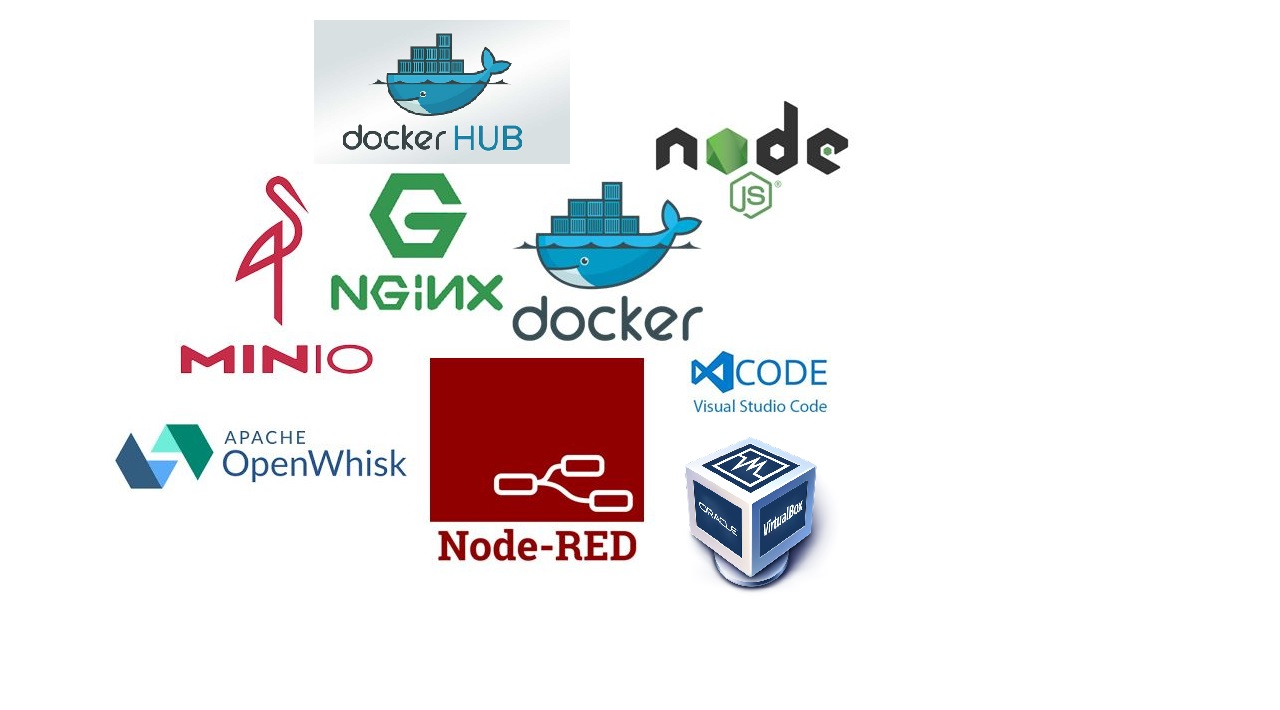 docker HUB
node
JS
®
NGiNX
docker
MINIO
CODE
Visual Studio Code
APACHE
OpenWhisk
ORACLE
VirtualBox
Node-RED